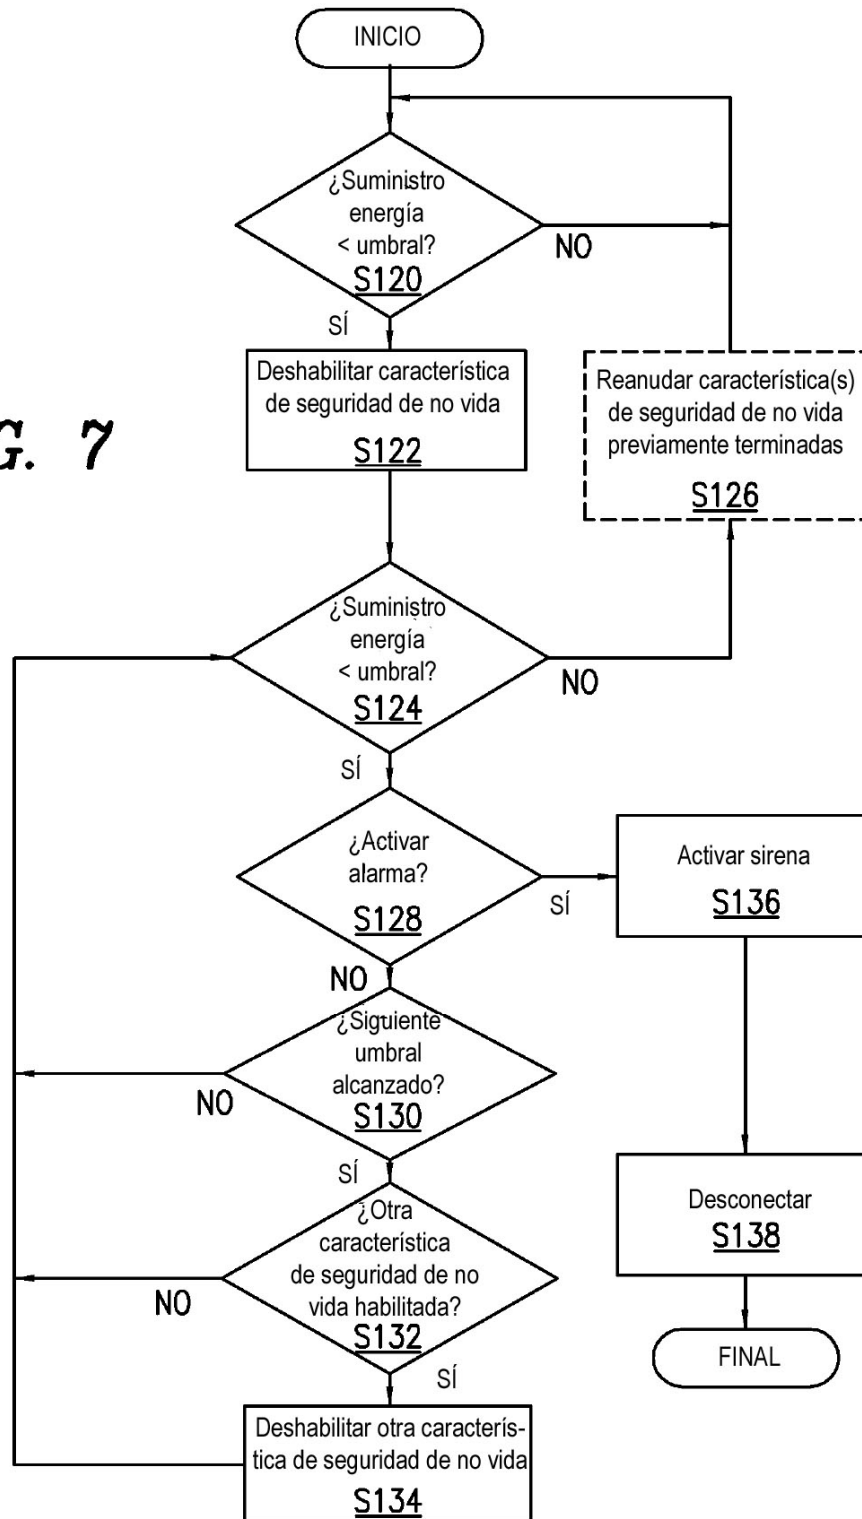 INICIO
¿Suministro
energía
< umbral?
S120
NO
SÍ
Deshabilitar característica
de seguridad de no vida
S122
Reanudar característica(s)
de seguridad de no vida
previamente terminadas
S126
G. 7
¿Suministro
energía
< umbral?
S124
NO
SÍ
¿Activar
alarma?
S128
SÍ
Activar sirena
S136
NO
¿Siguiente
umbral
alcanzado?
S130
NO
SÍ
Desconectar
S138
¿Otra
característica
de seguridad de no
vida habilitada?
S132
NO
SÍ
FINAL
Deshabilitar otra caracterís-
tica de seguridad de no vida
S134